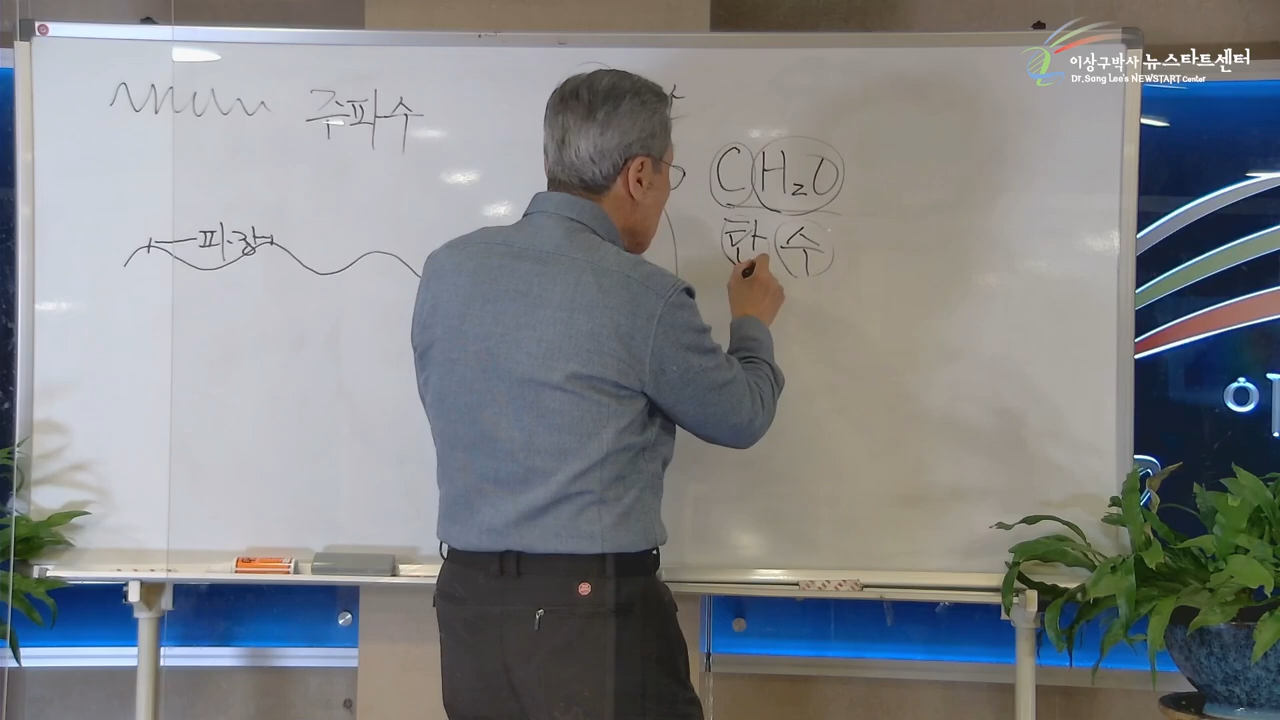 이상구박사 뉴스타트센터
Dr. Sang Lee's NEWSTART Center
주파수
CH₂O
탄 수
파장
이